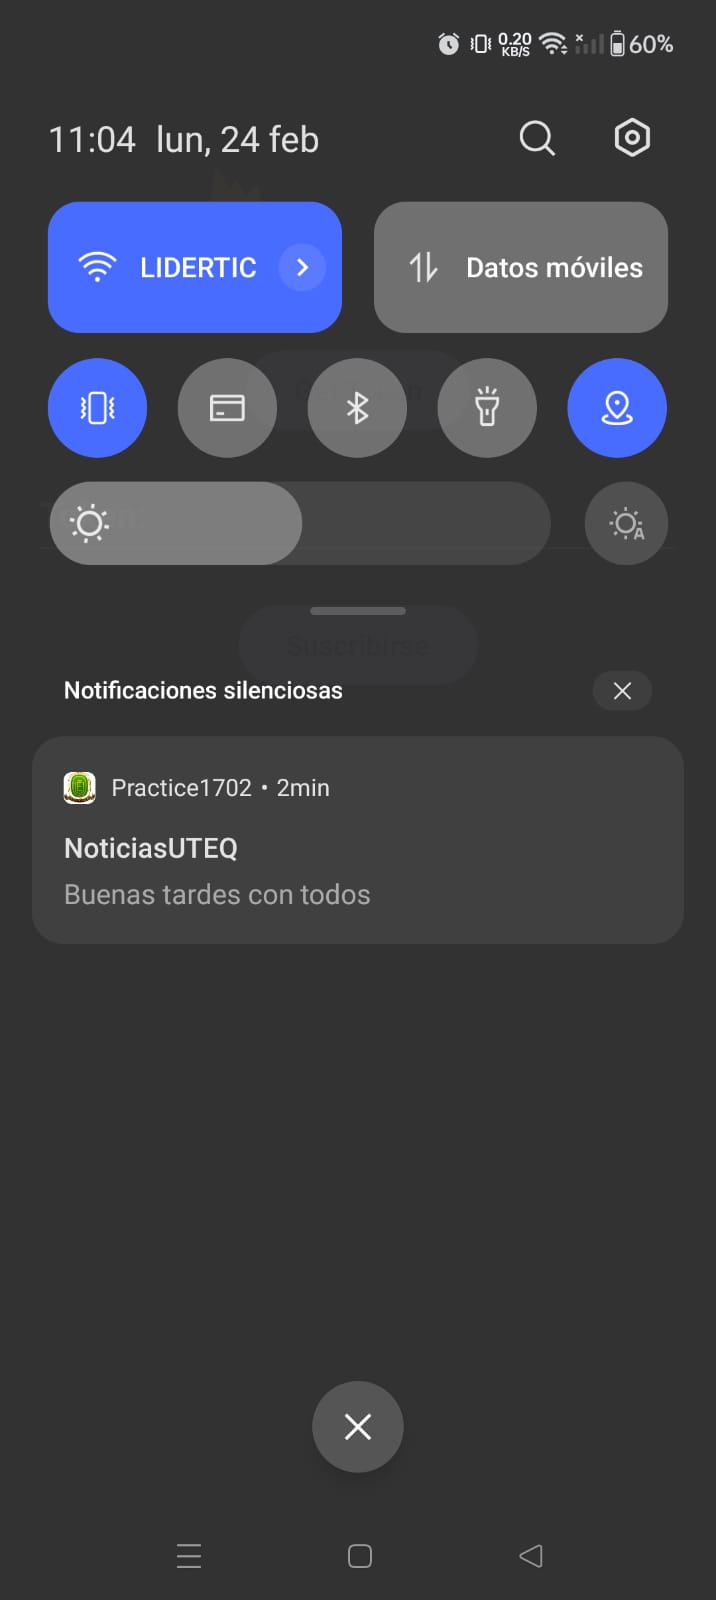 0.20
KB/S
60%
11:04 lun, 24 feb
LIDERTIC
Datos móviles
A
Suscribirse
Notificaciones silenciosas
Practice1702 • 2min
NoticiasUTEQ
Buenas tardes con todos